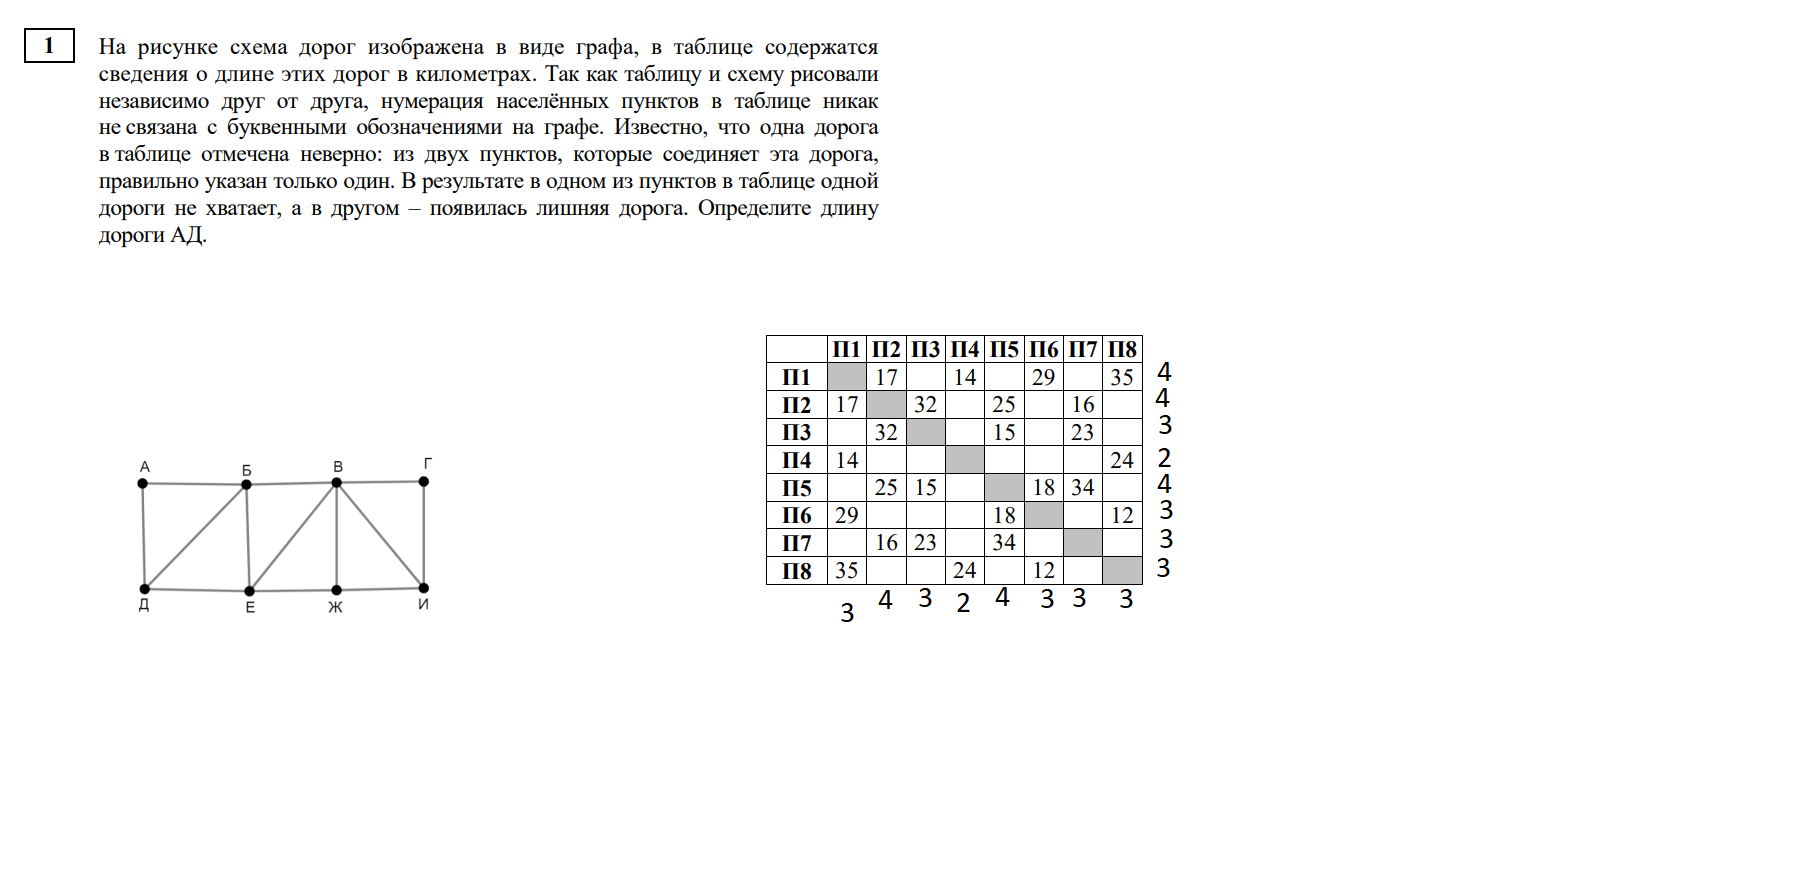 1
На рисунке схема дорог изображена в виде графа, в таблице содержатся
сведения о длине этих дорог в километрах. Так как таблицу и схему рисовали
независимо друг от друга, нумерация населённых пунктов в таблице никак
не связана с буквенными обозначениями на графе. Известно, что одна дорога
в таблице отмечена неверно: из двух пунктов, которые соединяет эта дорога,
правильно указан только один. В результате в одном из пунктов в таблице одной
дороги не хватает, а в другом – появилась лишняя дорога. Определите длину
дороги АД.
П1 П2 П3 П4 П5 П6 П7 П8
П1 17 14 29 35 4
П2 17 32 25 16 4
П3 32 15 23 3
П4 14 24 2
П5 25 15 18 34 4
П6 29 18 12 3
П7 16 23 34 3
П8 35 24 12 3
3 4 3 2 4 3 3 3
А Б В Г
Д Е Ж И